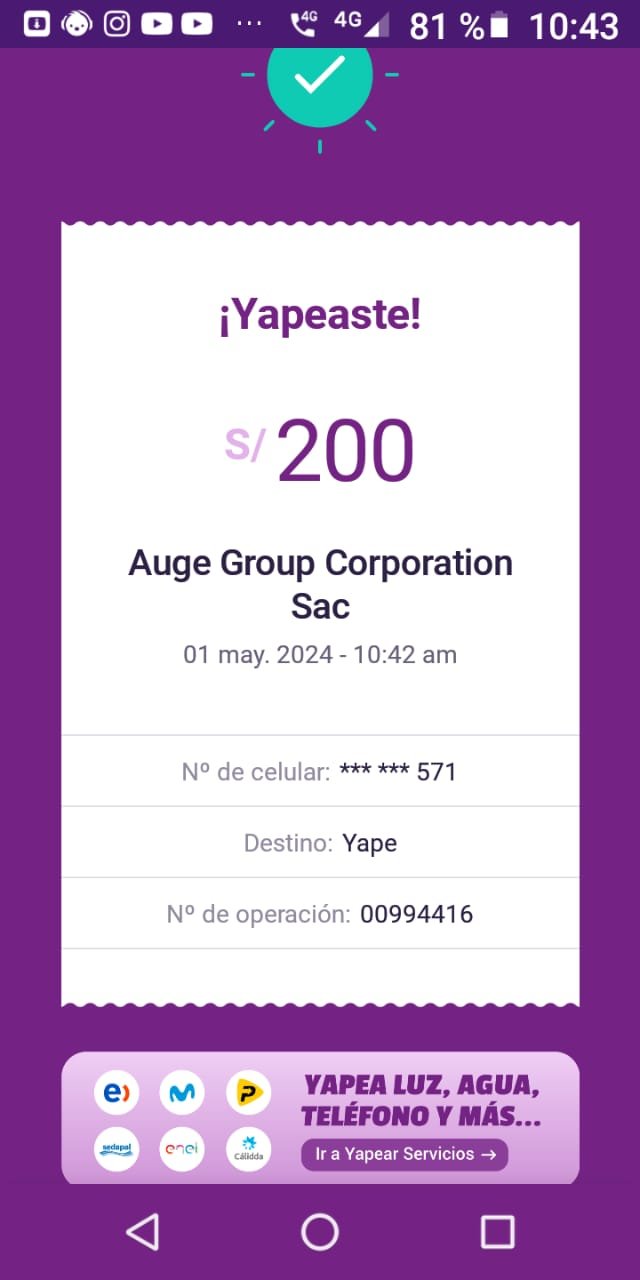 4G 4G 81 % 10:43
¡Yapeaste!
S/ 200
Auge Group Corporation
Sac
01 may. 2024 - 10:42 am
Nº de celular: *** *** 571
Destino: Yape
Nº de operación: 00994416
e) P
YAPEA LUZ, AGUA,
TELÉFONO Y MÁS...
sedapal enel Cálidda
Ir a Yapear Servicios →